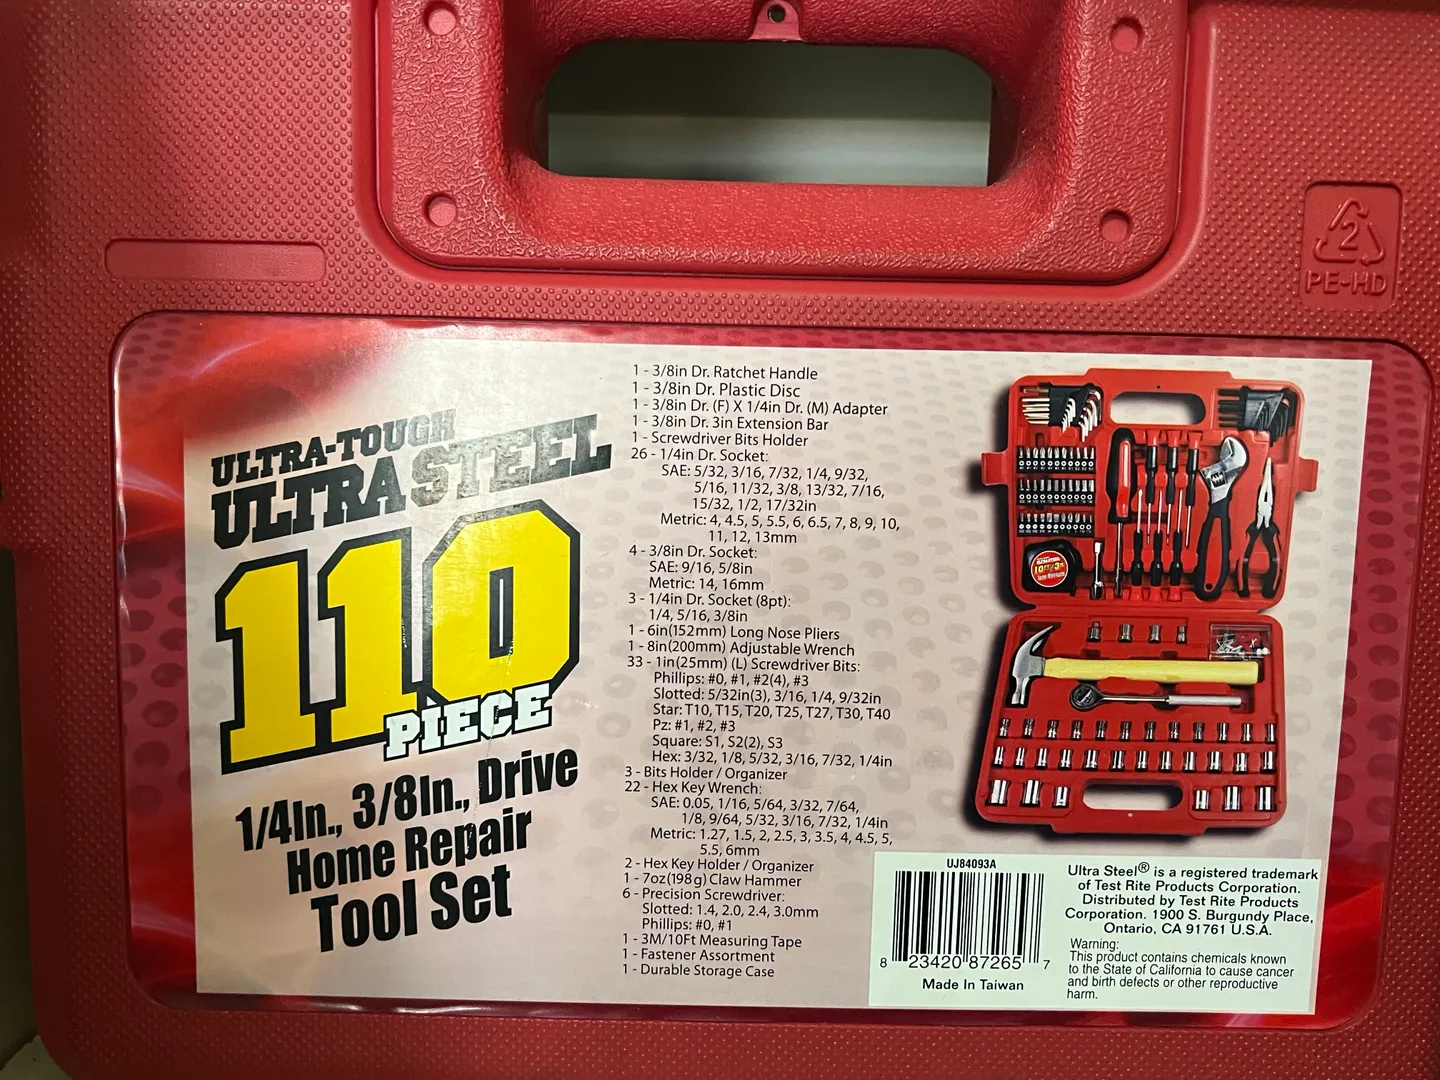 2
PE-HD
ULTRA-TOUGH
ULTRA STEEL
110
PIECE
1/4In., 3/8In., Drive
Home Repair
Tool Set
1 - 3/8in Dr. Ratchet Handle
1 - 3/8in Dr. Plastic Disc
1 - 3/8in Dr. (F) X 1/4in Dr. (M) Adapter
1 - 3/8in Dr. 3in Extension Bar
1 - Screwdriver Bits Holder
26 - 1/4in Dr. Socket:
SAE: 5/32, 3/16, 7/32, 1/4, 9/32,
5/16, 11/32, 3/8, 13/32, 7/16,
15/32, 1/2, 17/32in
Metric: 4, 4.5, 5, 5.5, 6, 6.5, 7, 8, 9, 10,
11, 12, 13mm
4 - 3/8in Dr. Socket:
SAE: 9/16, 5/8in
Metric: 14, 16mm
3 - 1/4in Dr. Socket (8pt):
1/4, 5/16, 3/8in
1 - 6in(152mm) Long Nose Pliers
1 - 8in(200mm) Adjustable Wrench
33 - 1in(25mm) (L) Screwdriver Bits:
Phillips: #0, #1, #2(4), #3
Slotted: 5/32in(3), 3/16, 1/4, 9/32in
Star: T10, T15, T20, T25, T27, T30, T40
Pz: #1, #2, #3
Square: S1, S2(2), S3
Hex: 3/32, 1/8, 5/32, 3/16, 7/32, 1/4in
3 - Bits Holder / Organizer
22 - Hex Key Wrench:
SAE: 0.05, 1/16, 5/64, 3/32, 7/64,
1/8, 9/64, 5/32, 3/16, 7/32, 1/4in
Metric: 1.27, 1.5, 2, 2.5, 3, 3.5, 4, 4.5, 5,
5.5, 6mm
2 - Hex Key Holder / Organizer
1 - 7oz(198g) Claw Hammer
6 - Precision Screwdriver:
Slotted: 1.4, 2.0, 2.4, 3.0mm
Phillips: #0, #1
1 - 3M/10Ft Measuring Tape
1 - Fastener Assortment
1 - Durable Storage Case
UJ84093A
8 23420 87265 7
Made In Taiwan
Ultra Steel® is a registered trademark
of Test Rite Products Corporation.
Distributed by Test Rite Products
Corporation. 1900 S. Burgundy Place,
Ontario, CA 91761 U.S.A.
Warning:
This product contains chemicals known
to the State of California to cause cancer
and birth defects or other reproductive
harm.